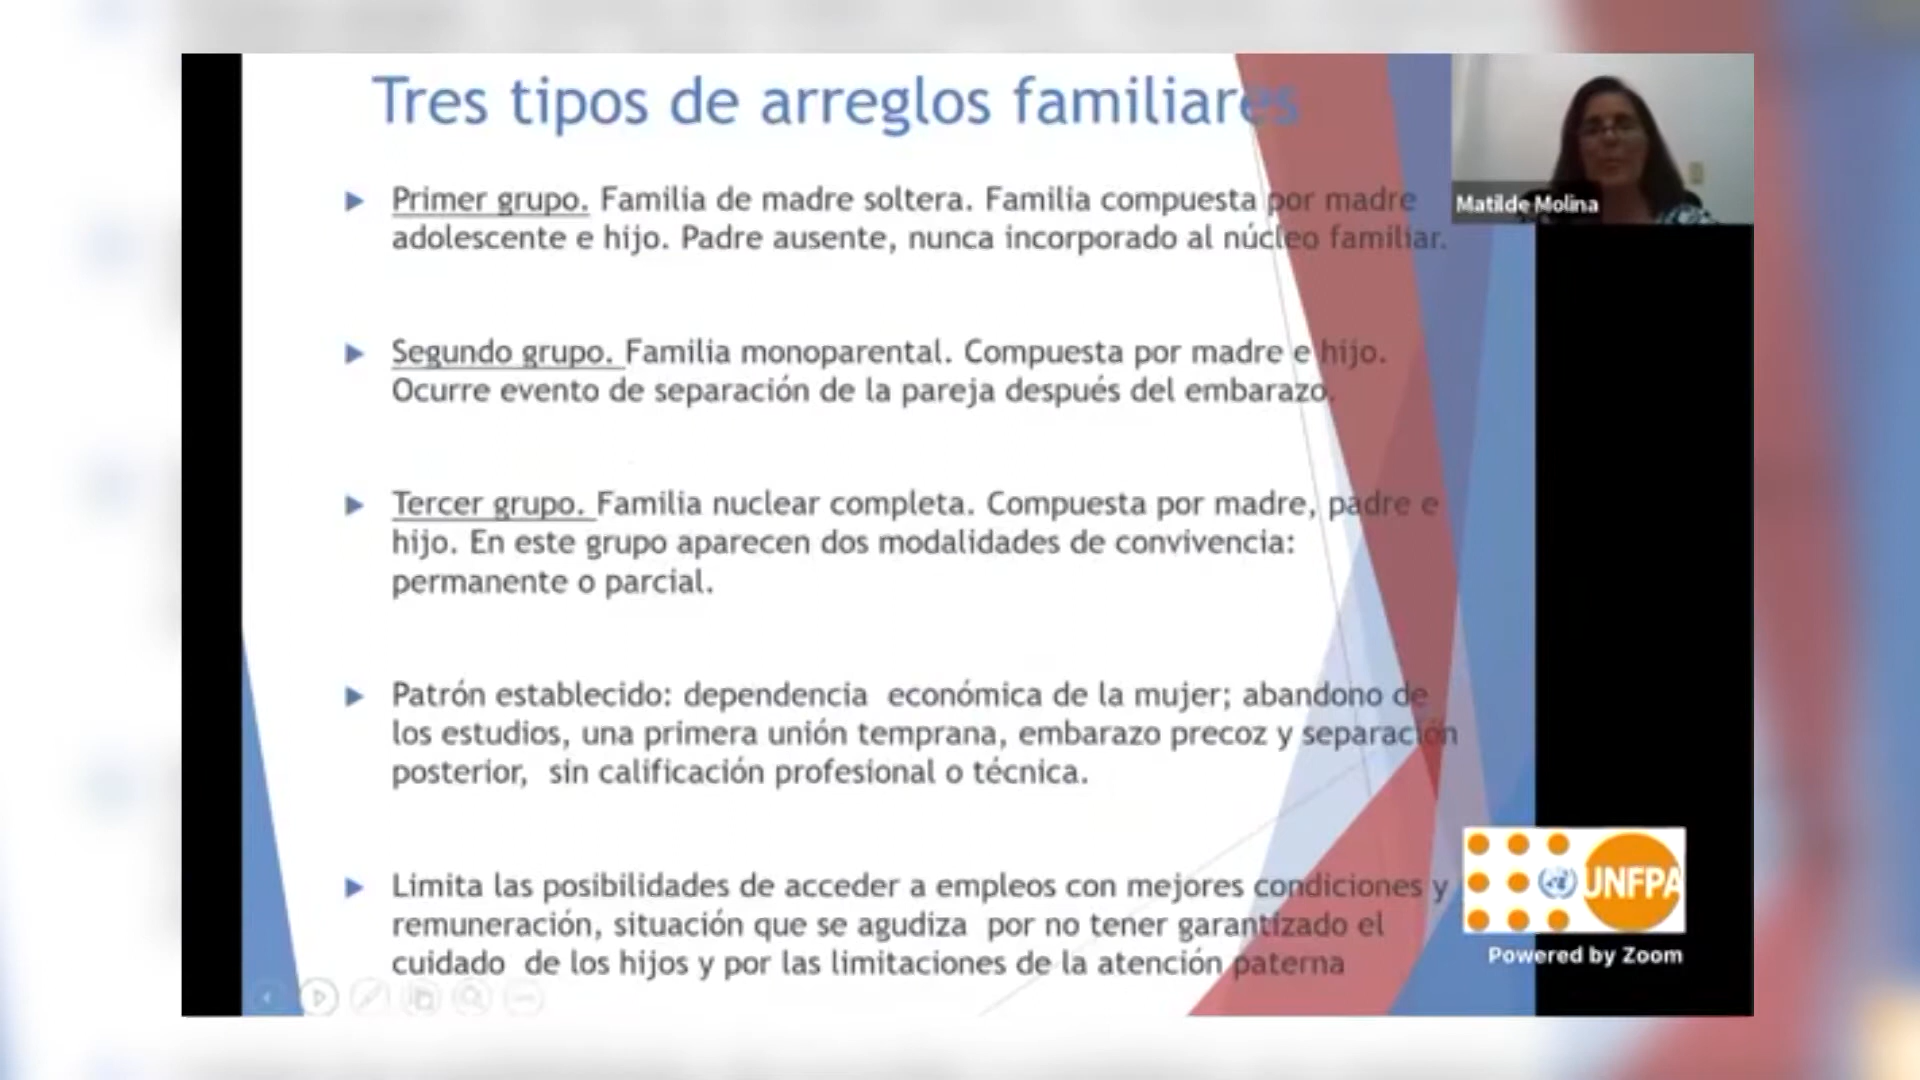 Tres tipos de arreglos familiares
Matilde Molina
Primer grupo. Familia de madre soltera. Familia compuesta por madre
adolescente e hijo. Padre ausente, nunca incorporado al núcleo familiar.
Segundo grupo. Familia monoparental. Compuesta por madre e hijo.
Ocurre evento de separación de la pareja después del embarazo.
Tercer grupo. Familia nuclear completa. Compuesta por madre, padre e
hijo. En este grupo aparecen dos modalidades de convivencia:
permanente o parcial.
Patrón establecido: dependencia económica de la mujer; abandono de
los estudios, una primera unión temprana, embarazo precoz y separación
posterior, sin calificación profesional o técnica.
Limita las posibilidades de acceder a empleos con mejores condiciones y
remuneración, situación que se agudiza por no tener garantizado el
cuidado de los hijos y por las limitaciones de la atención paterna
UNFPA
Powered by Zoom